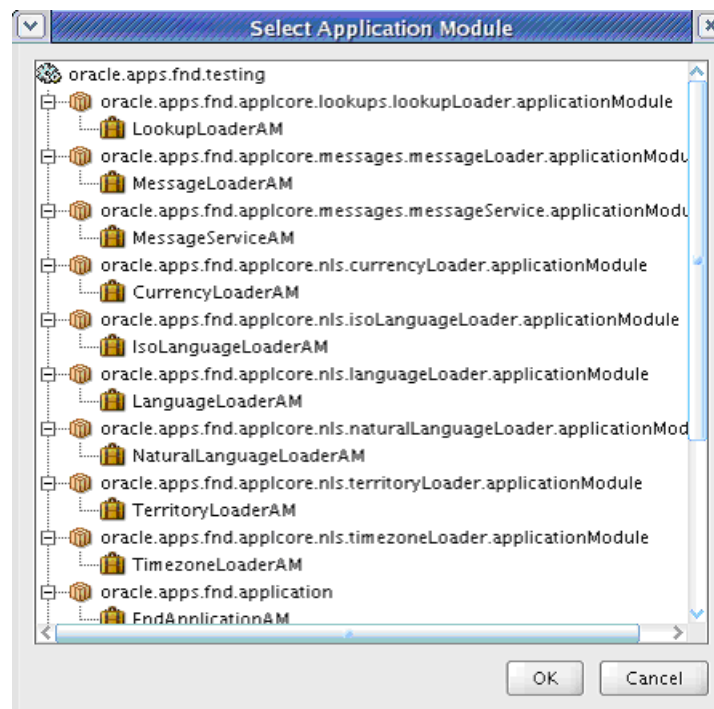 Select Application Module
oracle.apps.fnd.testing
oracle.apps.fnd.applcore.lookups.lookupLoader.applicationModule
LookupLoaderAM
oracle.apps.fnd.applcore.messages.messageLoader.applicationModu
MessageLoaderAM
oracle.apps.fnd.applcore.messages.messageService.applicationModu
MessageServiceAM
oracle.apps.fnd.applcore.nls.currencyLoader.applicationModule
CurrencyLoaderAM
oracle.apps.fnd.applcore.nls.isoLanguageLoader.applicationModule
IsoLanguageLoaderAM
oracle.apps.fnd.applcore.nls.languageLoader.applicationModule
LanguageLoaderAM
oracle.apps.fnd.applcore.nls.naturalLanguageLoader.applicationMod
NaturalLanguageLoaderAM
oracle.apps.fnd.applcore.nls.territoryLoader.applicationModule
TerritoryLoaderAM
oracle.apps.fnd.applcore.nls.timezoneLoader.applicationModule
TimezoneLoaderAM
oracle.apps.fnd.application
FndApplicationAM
OK Cancel